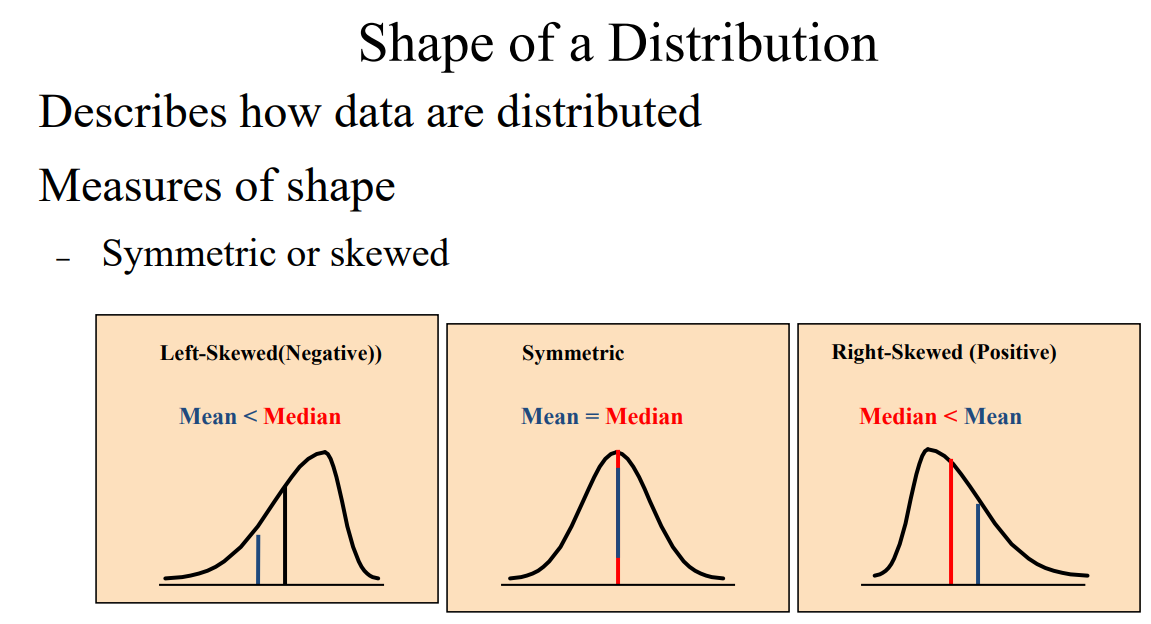 Shape of a Distribution
Describes how data are distributed
Measures of shape
– Symmetric or skewed
Left-Skewed(Negative))
Mean < Median
Symmetric
Mean = Median
Right-Skewed (Positive)
Median < Mean